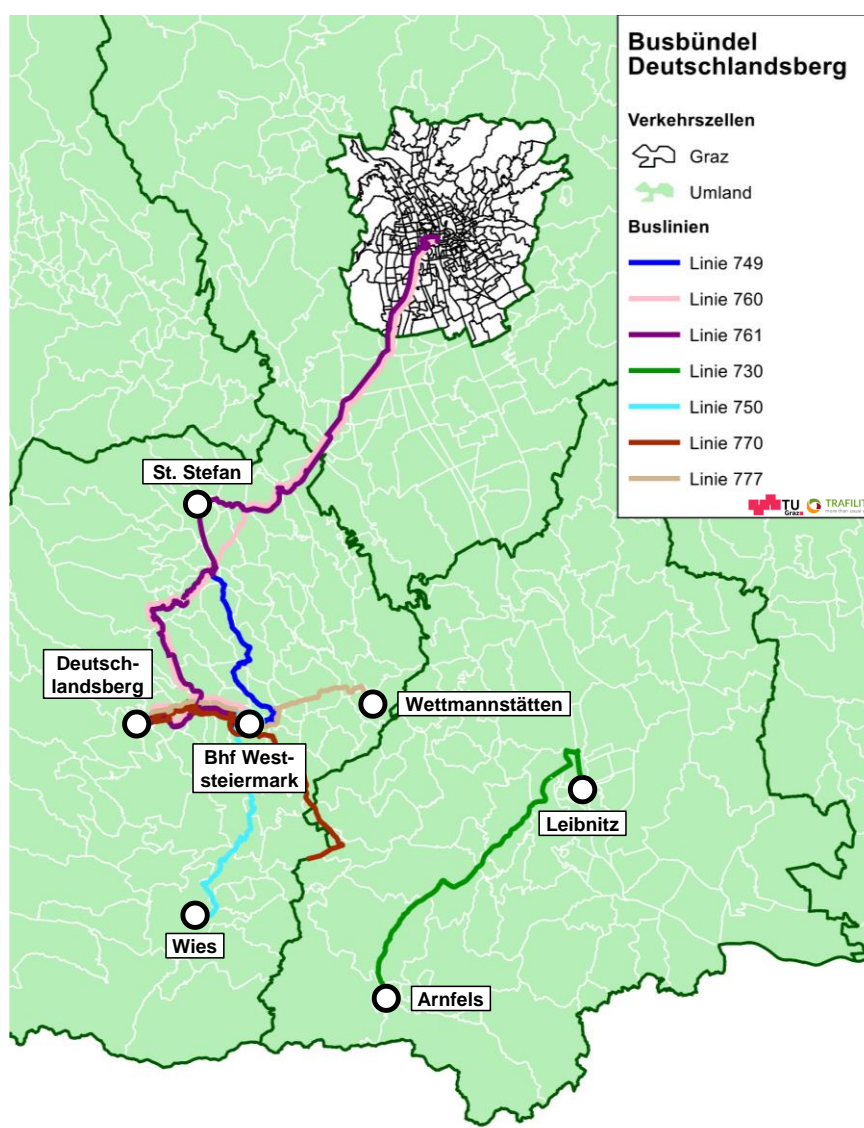 Busbündel
Deutschlandsberg
Verkehrszellen
Graz
Umland
Buslinien
Linie 749
Linie 760
Linie 761
Linie 730
Linie 750
Linie 770
Linie 777
TU
Graz
TRAFILIT
St. Stefan
Deutsch-
landsberg
Wettmannstätten
Bhf West-
steiermark
Leibnitz
Wies
Arnfels